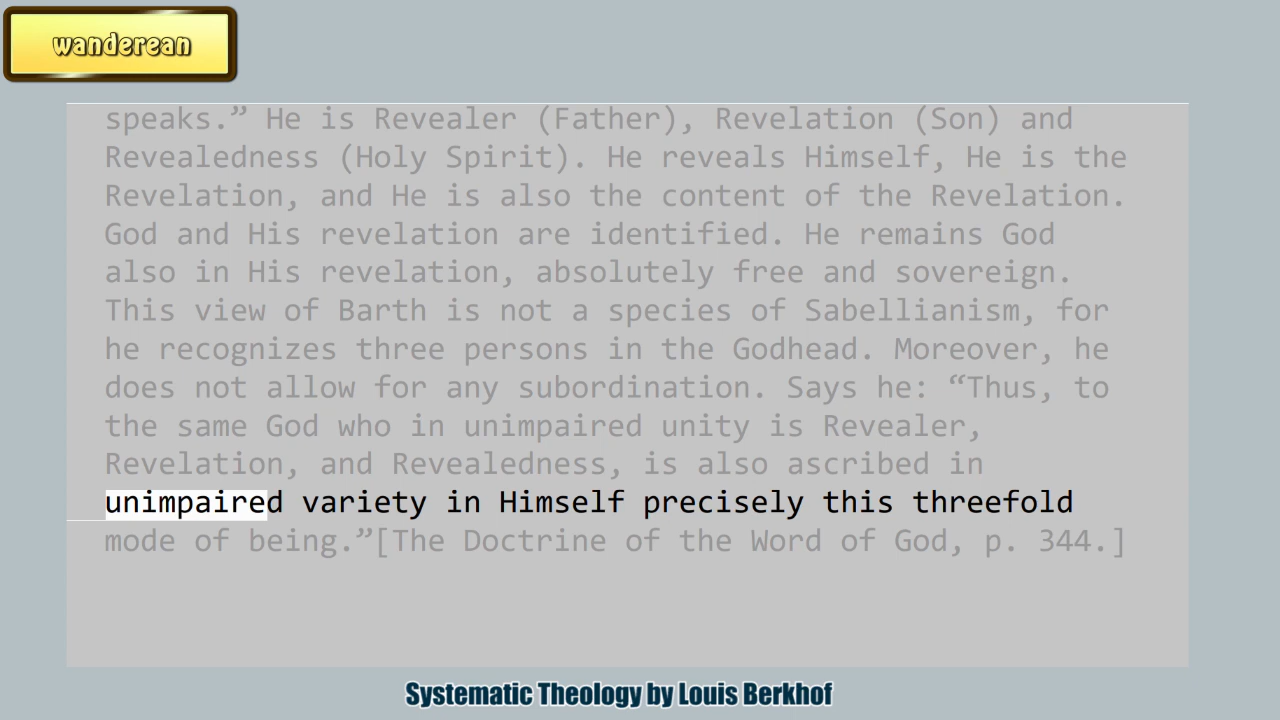 wanderean
speaks.” He is Revealer (Father), Revelation (Son) and
Revealedness (Holy Spirit). He reveals Himself, He is the
Revelation, and He is also the content of the Revelation.
God and His revelation are identified. He remains God
also in His revelation, absolutely free and sovereign.
This view of Barth is not a species of Sabellianism, for
he recognizes three persons in the Godhead. Moreover, he
does not allow for any subordination. Says he: “Thus, to
the same God who in unimpaired unity is Revealer,
Revelation, and Revealedness, is also ascribed in
unimpaired variety in Himself precisely this threefold
mode of being.”[The Doctrine of the Word of God, p. 344.]
Systematic Theology by Louis Berkhof